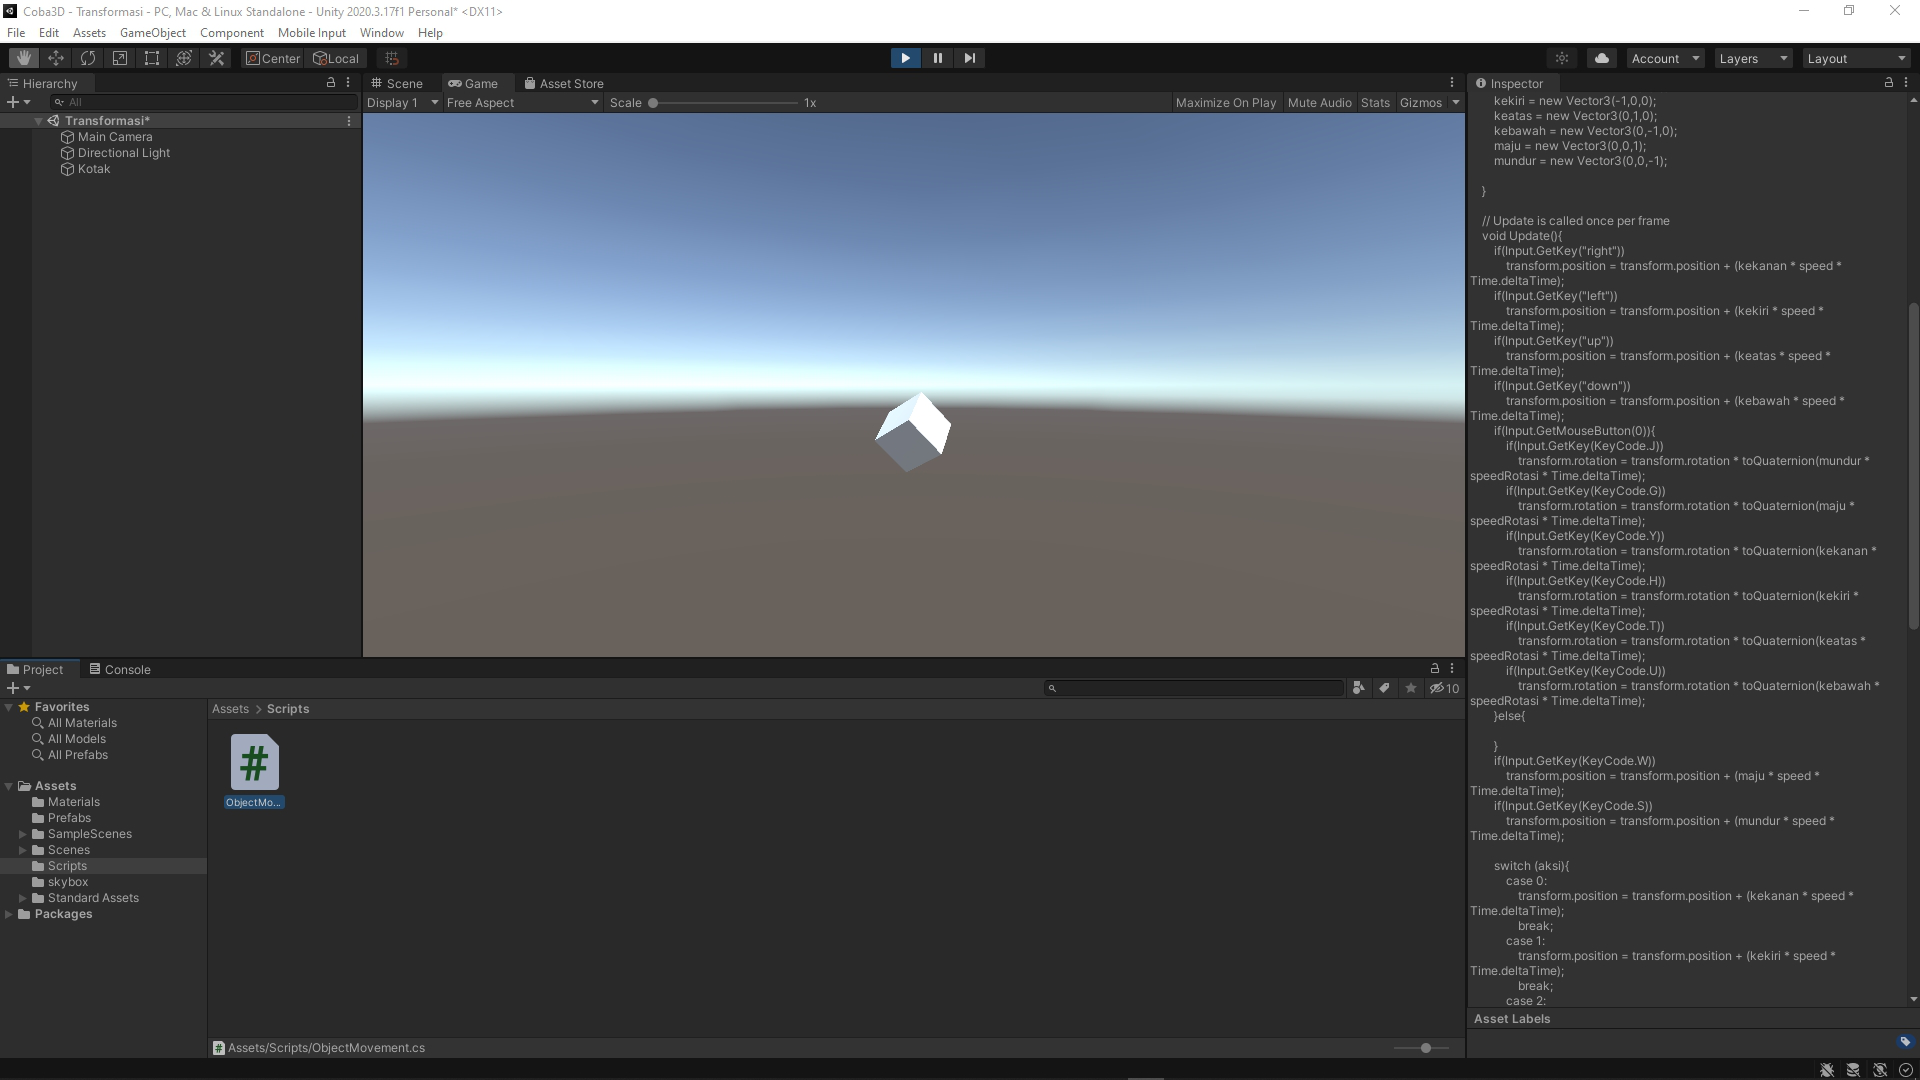 Coba3D - Transformasi - PC, Mac & Linux Standalone - Unity 2020.3.17f1 Personal* <DX11>
File Edit Assets GameObject Component Mobile Input Window Help
Center Local Account Layers Layout
Hierarchy
All
Transformasi*
Main Camera
Directional Light
Kotak
Scene Game Asset Store
Display 1 Free Aspect Scale 1x Maximize On Play Mute Audio Stats Gizmos
Inspector
kekiri = new Vector3(-1,0,0);
keatas = new Vector3(0,1,0);
kebawah = new Vector3(0,-1,0);
maju = new Vector3(0,0,1);
mundur = new Vector3(0,0,-1);
}
// Update is called once per frame
void Update(){
if(Input.GetKey("right"))
transform.position = transform.position + (kekanan * speed *
Time.deltaTime);
if(Input.GetKey("left"))
transform.position = transform.position + (kekiri * speed *
Time.deltaTime);
if(Input.GetKey("up"))
transform.position = transform.position + (keatas * speed *
Time.deltaTime);
if(Input.GetKey("down"))
transform.position = transform.position + (kebawah * speed *
Time.deltaTime);
if(Input.GetMouseButton(0)){
if(Input.GetKey(KeyCode.J))
transform.rotation = transform.rotation * toQuaternion(mundur *
speedRotasi * Time.deltaTime);
if(Input.GetKey(KeyCode.G))
transform.rotation = transform.rotation * toQuaternion(maju *
speedRotasi * Time.deltaTime);
if(Input.GetKey(KeyCode.Y))
transform.rotation = transform.rotation * toQuaternion(kekanan *
speedRotasi * Time.deltaTime);
if(Input.GetKey(KeyCode.H))
transform.rotation = transform.rotation * toQuaternion(kekiri *
speedRotasi * Time.deltaTime);
if(Input.GetKey(KeyCode.T))
transform.rotation = transform.rotation * toQuaternion(keatas *
speedRotasi * Time.deltaTime);
if(Input.GetKey(KeyCode.U))
transform.rotation = transform.rotation * toQuaternion(kebawah *
speedRotasi * Time.deltaTime);
}else{
}
if(Input.GetKey(KeyCode.W))
transform.position = transform.position + (maju * speed *
Time.deltaTime);
if(Input.GetKey(KeyCode.S))
transform.position = transform.position + (mundur * speed *
Time.deltaTime);
switch (aksi){
case 0:
transform.position = transform.position + (kekanan * speed *
Time.deltaTime);
break;
case 1:
transform.position = transform.position + (kekiri * speed *
Time.deltaTime);
break;
case 2:
Asset Labels
Project Console
10
Favorites
All Materials
All Models
All Prefabs
Assets
Materials
Prefabs
SampleScenes
Scenes
Scripts
skybox
Standard Assets
Packages
Assets > Scripts
#
ObjectMo...
Assets/Scripts/ObjectMovement.cs